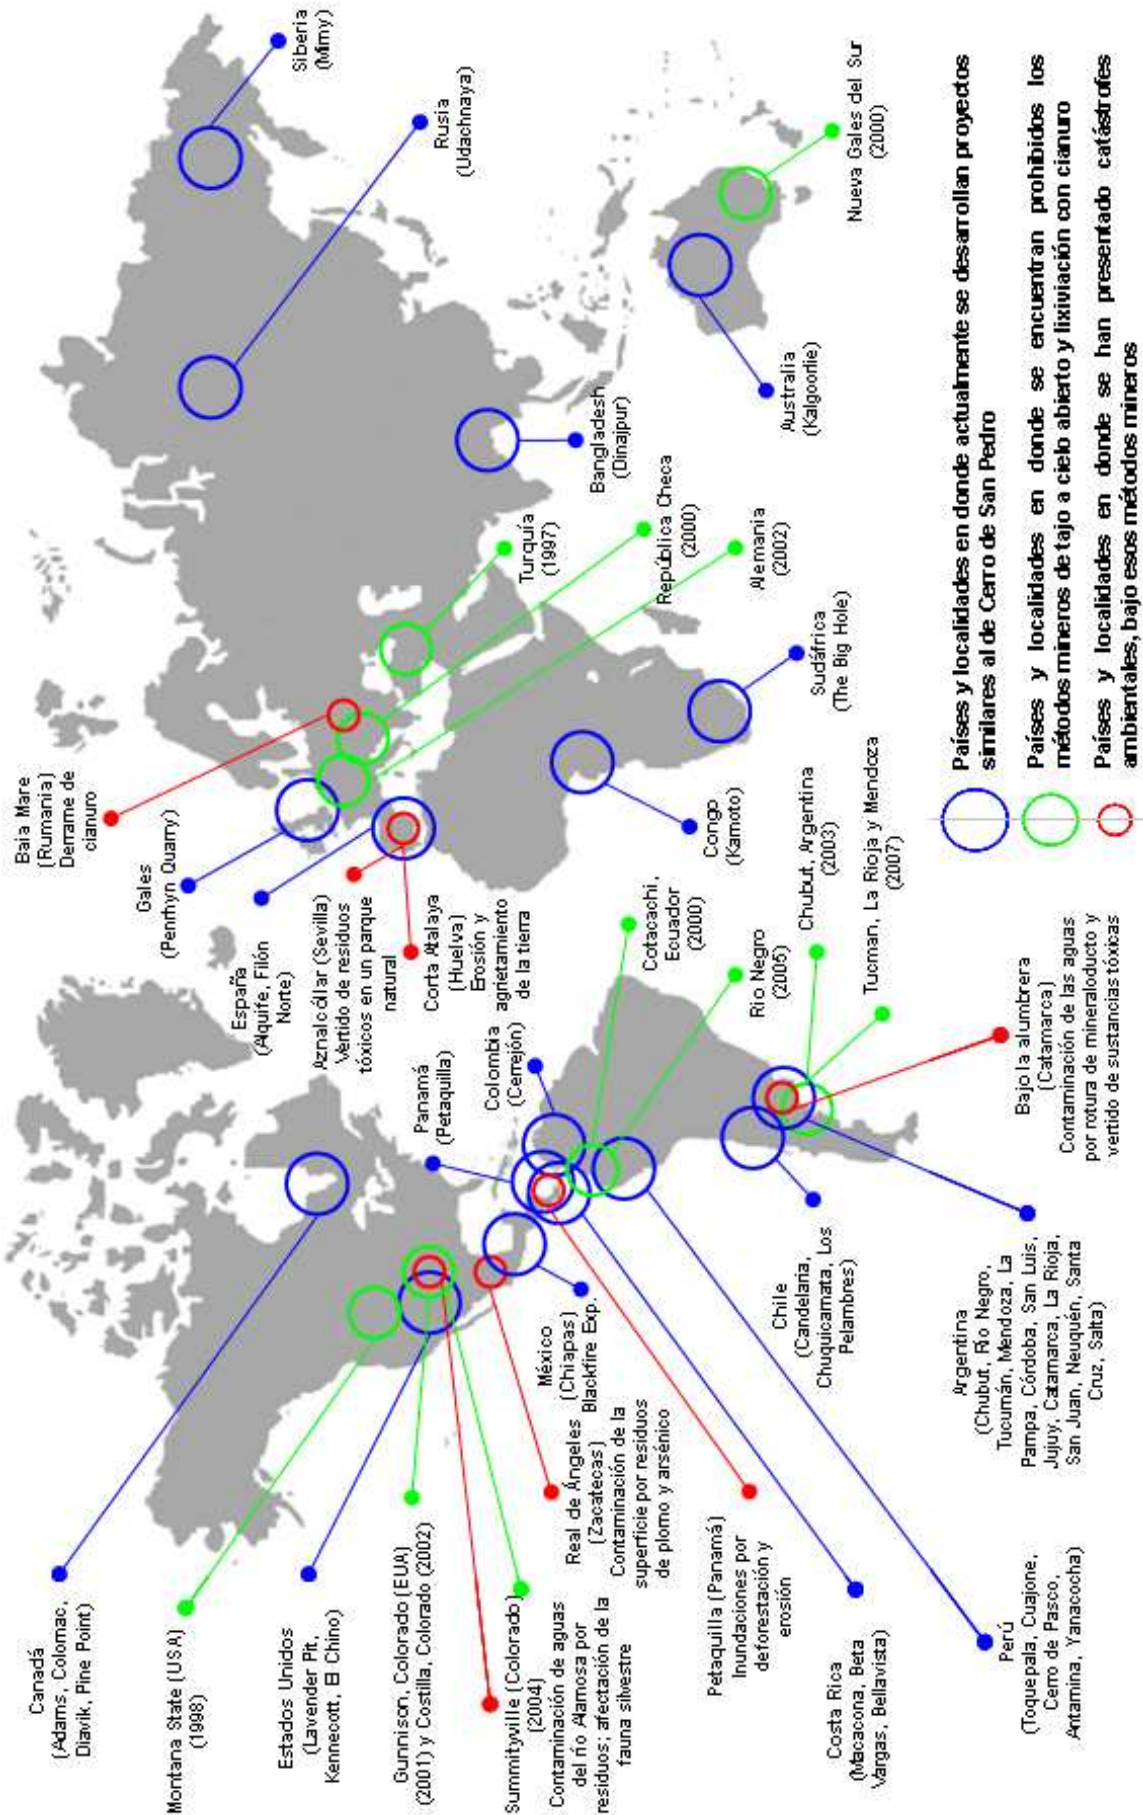 Canadá
(Adams, Colomac,
Diavik, Pine Point)
Montana State (USA)
(1998)
Estados Unidos
(Lavender Pit,
Kennecott, El Chino)
Gunnison, Colorado (EUA)
(2001) y Costilla, Colorado (2002)
Summityville (Colorado)
(2004)
Contaminación de aguas
del río Alamosa por
residuos; afectación de la
fauna silvestre
México
(Chiapas)
Blackfire Exp.
Real de Ángeles
(Zacatecas)
Contaminación de la
superficie por residuos
de plomo y arsénico
Petaquilla (Panamá)
Inundaciones por
deforestación y
erosión
Costa Rica
(Macacona, Beta
Vargas, Bellavista)
Perú
(Toquepala, Cuajone,
Cerro de Pasco,
Antamina, Yanacocha)
Baia Mare
(Rumania)
Derrame de
cianuro
Gales
(Penrhyn Quarry)
España
(Alquife, Filón
Norte)
Aznalcóllar (Sevilla)
Vertido de residuos
tóxicos en un parque
natural
Corta Atalaya
(Huelva)
Erosión y
agrietamiento
de la tierra
Panamá
(Petaquilla)
Colombia
(Cerrejón)
Cotacachi,
Ecuador
(2000)
Río Negro
(2005)
Chubut, Argentina
(2003)
Tucman, La Rioja y Mendoza
(2007)
Bajo la alumbrera
(Catamarca)
Contaminación de las aguas
por rotura de mineraloducto y
vertido de sustancias tóxicas
Chile
(Candelaria,
Chuquicamata, Los
Pelambres)
Argentina
(Chubut, Río Negro,
Tucumán, Mendoza, La
Pampa, Córdoba, San Luis,
Jujuy, Catamarca, La Rioja,
San Juan, Neuquén, Santa
Cruz, Salta)
Siberia
(Mirny)
Rusia
(Udachnaya)
Turquía
(1997)
República Checa
(2000)
Alemania
(2002)
Bangladesh
(Dinajpur)
Congo
(Kamoto)
Sudáfrica
(The Big Hole)
Australia
(Kalgoorlie)
Nueva Gales del Sur
(2000)
Países y localidades en donde actualmente se desarrollan proyectos
similares al de Cerro de San Pedro
Países y localidades en donde se encuentran prohibidos los
métodos mineros de tajo a cielo abierto y lixiviación con cianuro
Países y localidades en donde se han presentado catástrofes
ambientales, bajo esos métodos mineros